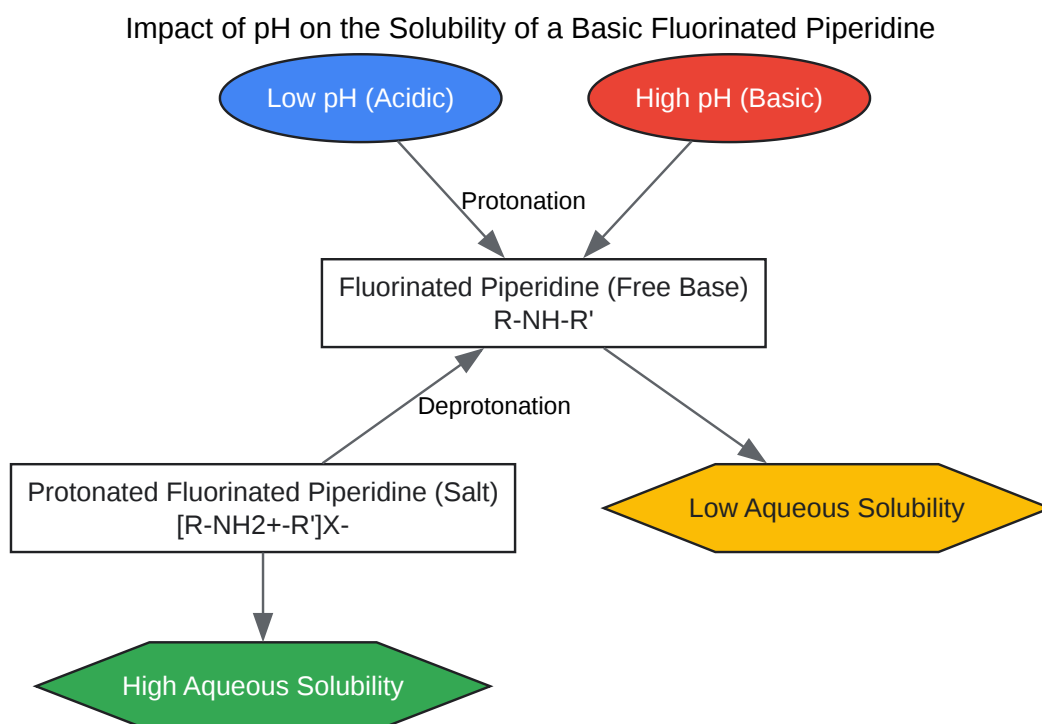 Impact of pH on the Solubility of a Basic Fluorinated Piperidine
Low pH (Acidic)
High pH (Basic)
Protonation
Fluorinated Piperidine (Free Base)
R-NH-R'
Deprotonation
Protonated Fluorinated Piperidine (Salt)
[R-NH2+-R']X-
Low Aqueous Solubility
High Aqueous Solubility